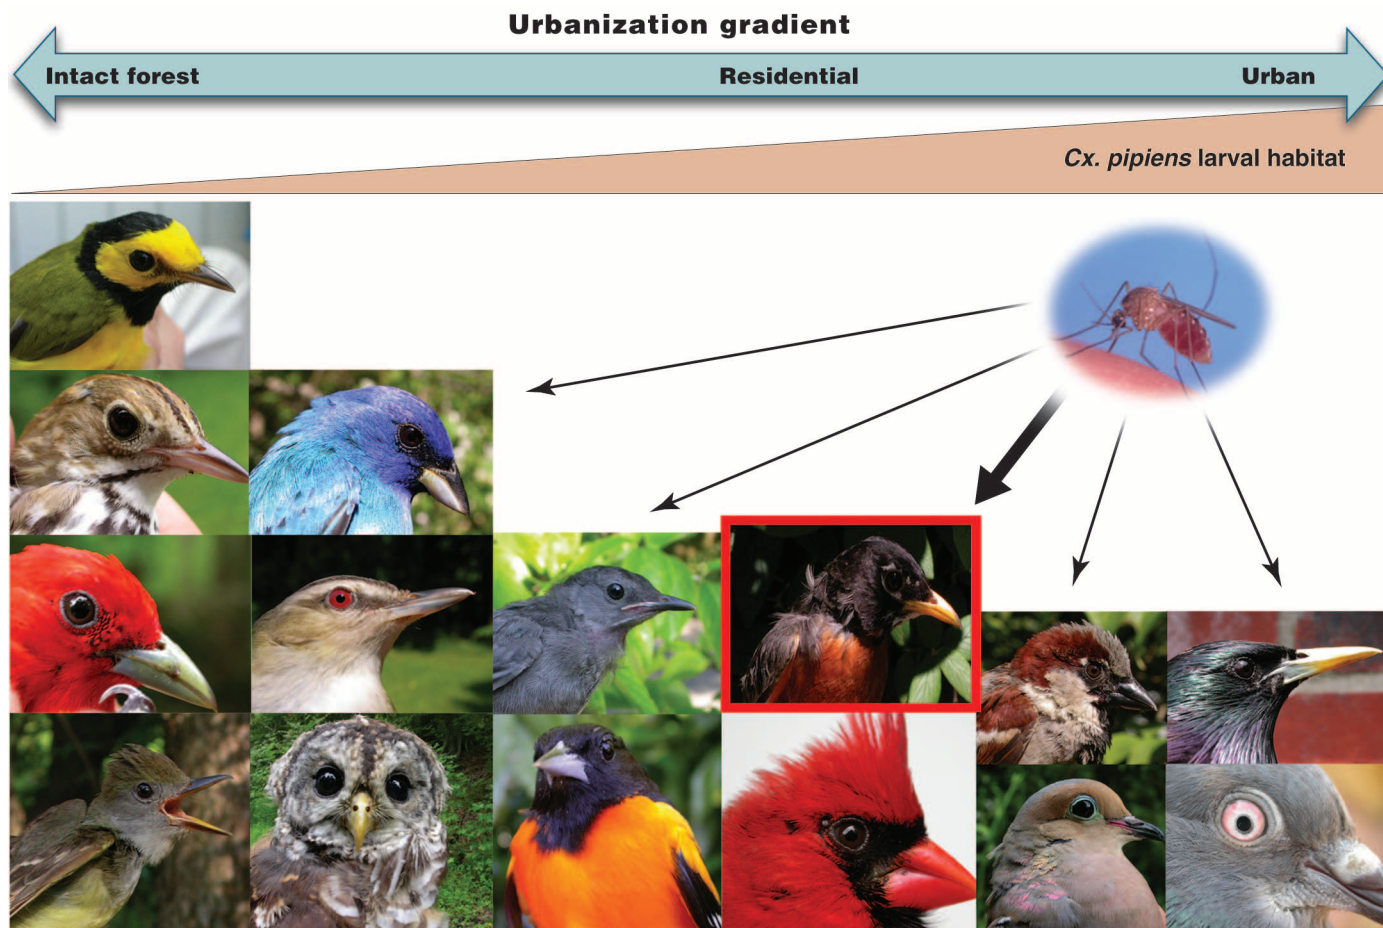 Urbanization gradient
Intact forest
Residential
Urban
Cx. pipiens larval habitat